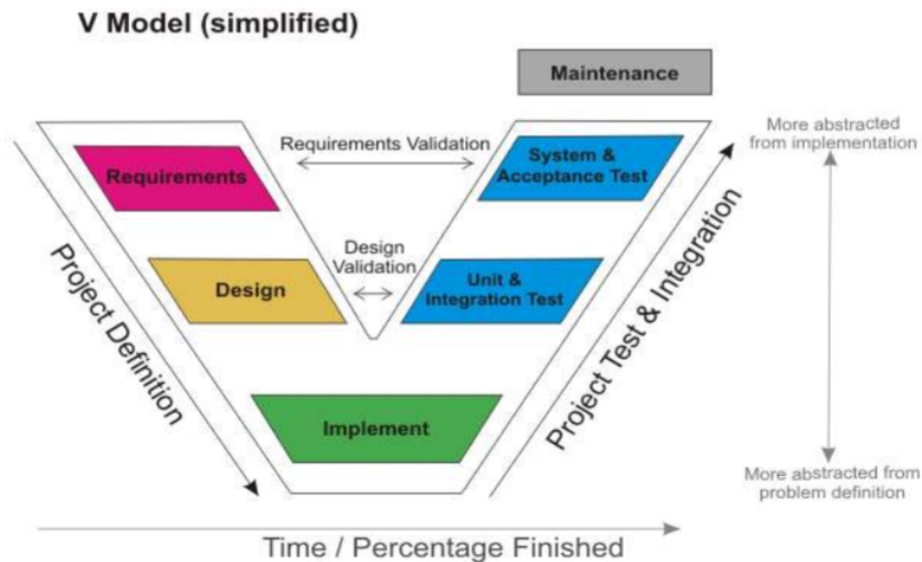 V Model (simplified)
Maintenance
More abstracted
from implementation
Requirements Validation
Requirements
System &
Acceptance Test
Design
Validation
Design
Unit &
Integration Test
Project Definition
Project Test & Integration
Implement
More abstracted from
problem definition
Time / Percentage Finished